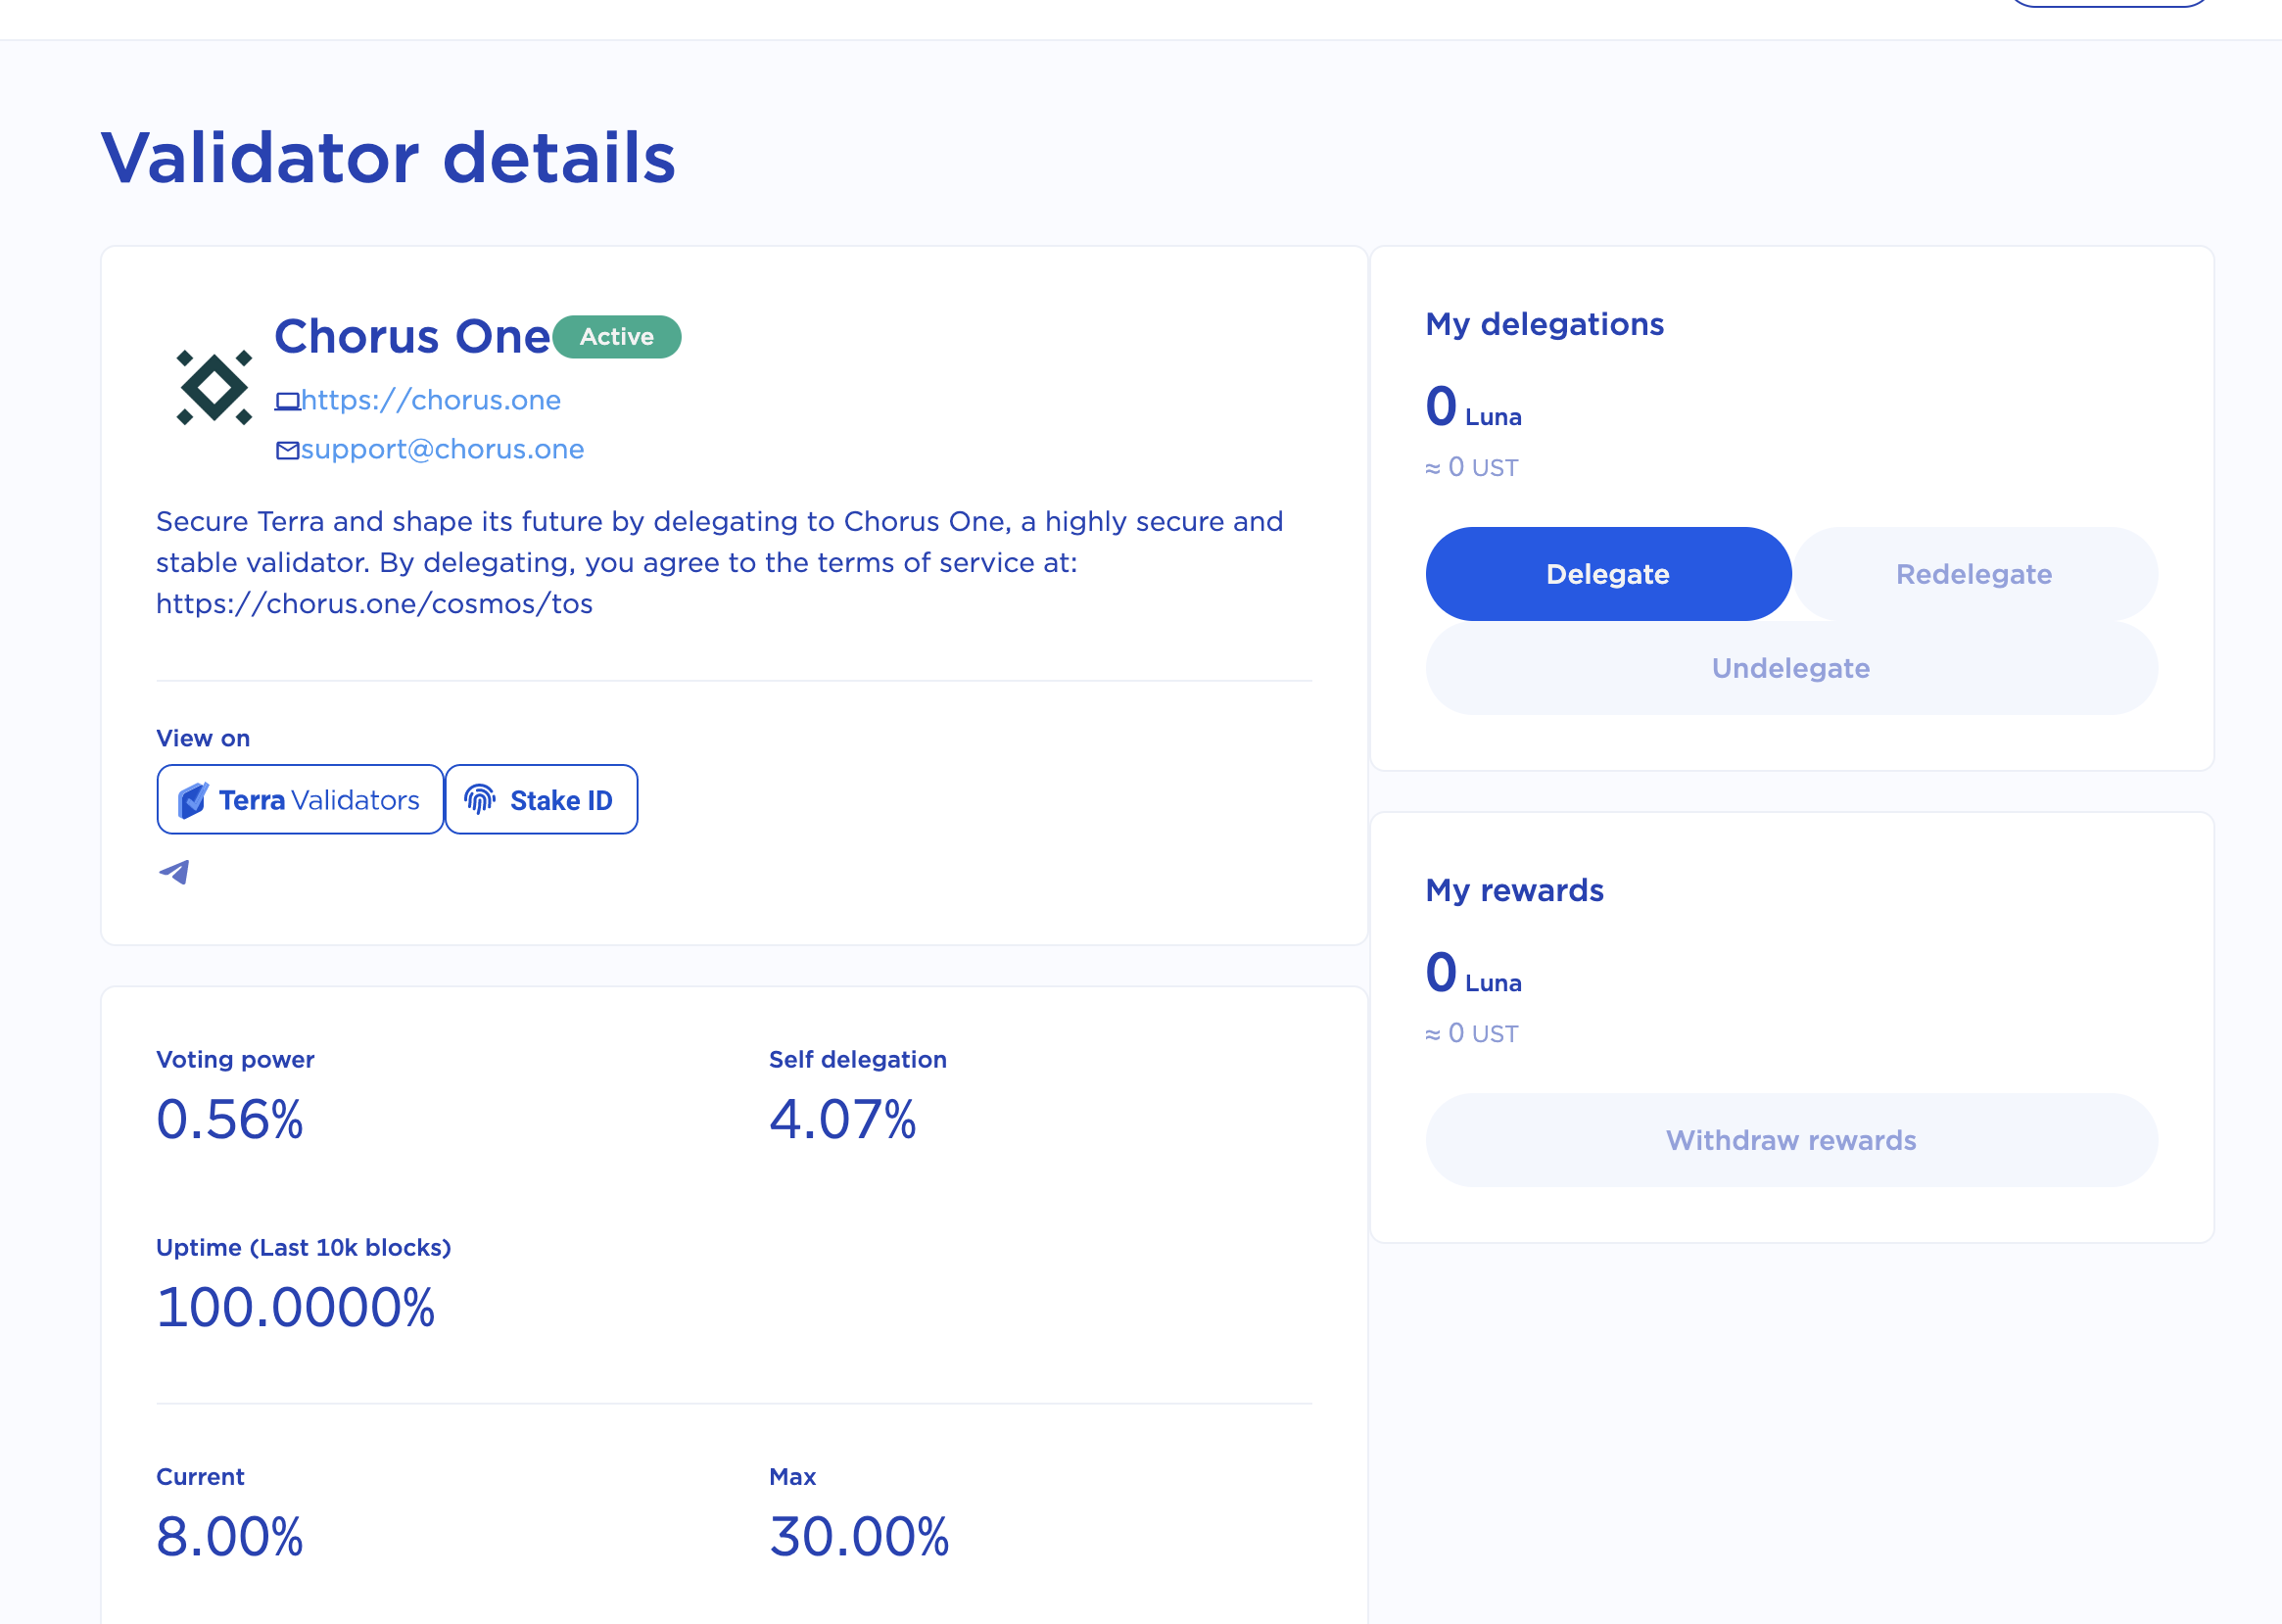 Validator details
Chorus One
Active
https://chorus.one
support@chorus.one
Secure Terra and shape its future by delegating to Chorus One, a highly secure and
stable validator. By delegating, you agree to the terms of service at:
https://chorus.one/cosmos/tos
View on
Terra Validators
Stake ID
Voting power
0.56%
Self delegation
4.07%
Uptime (Last 10k blocks)
100.0000%
Current
8.00%
Max
30.00%
My delegations
0 Luna
≈ 0 UST
Delegate
Redelegate
Undelegate
My rewards
0 Luna
≈ 0 UST
Withdraw rewards